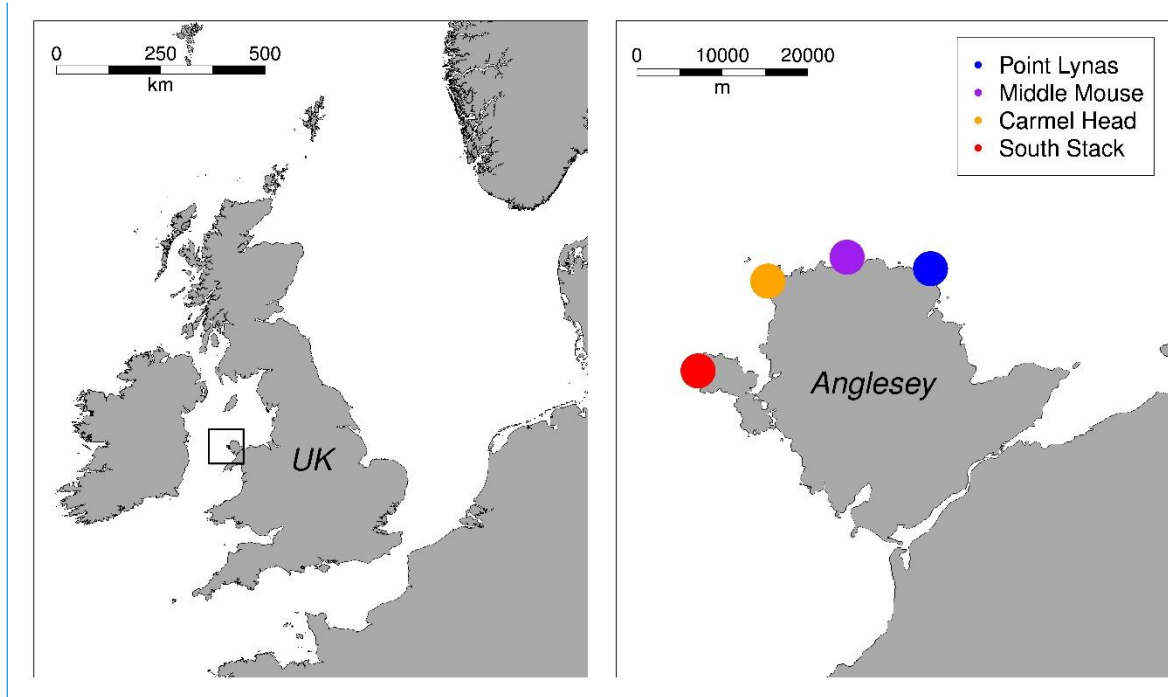 0 250 500
km
UK
0 10000 20000
m
Point Lynas
Middle Mouse
Carmel Head
South Stack
Anglesey